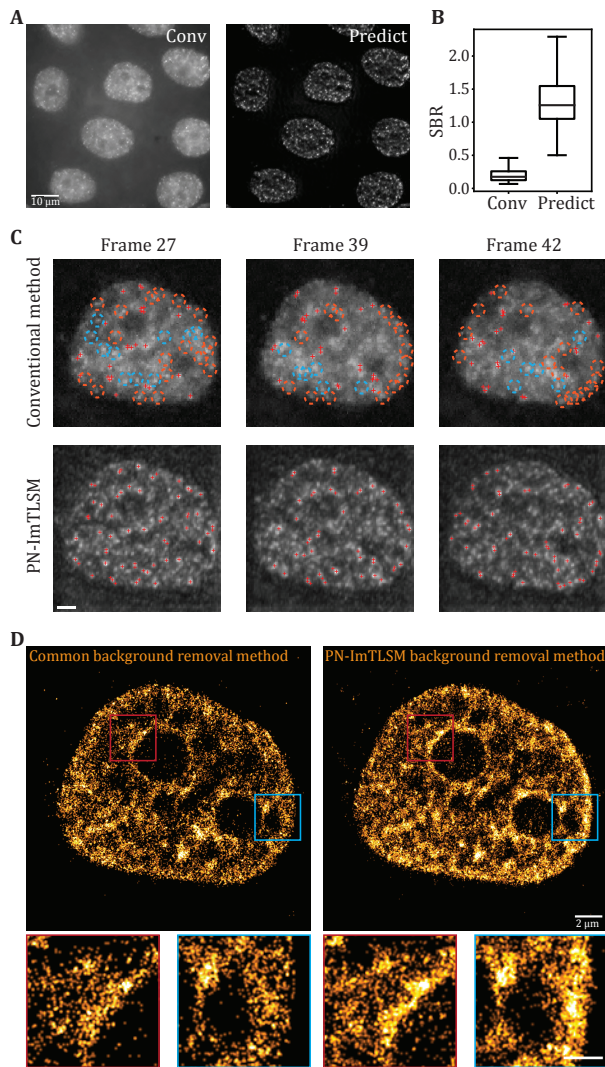 A
Conv
Predict
10 μm
B
SBR
2.0
1.5
1.0
0.5
0.0
Conv
Predict
C
Frame 27
Frame 39
Frame 42
Conventional method
PN-ImTLSM
D
Common background removal method
PN-ImTLSM background removal method
2 μm